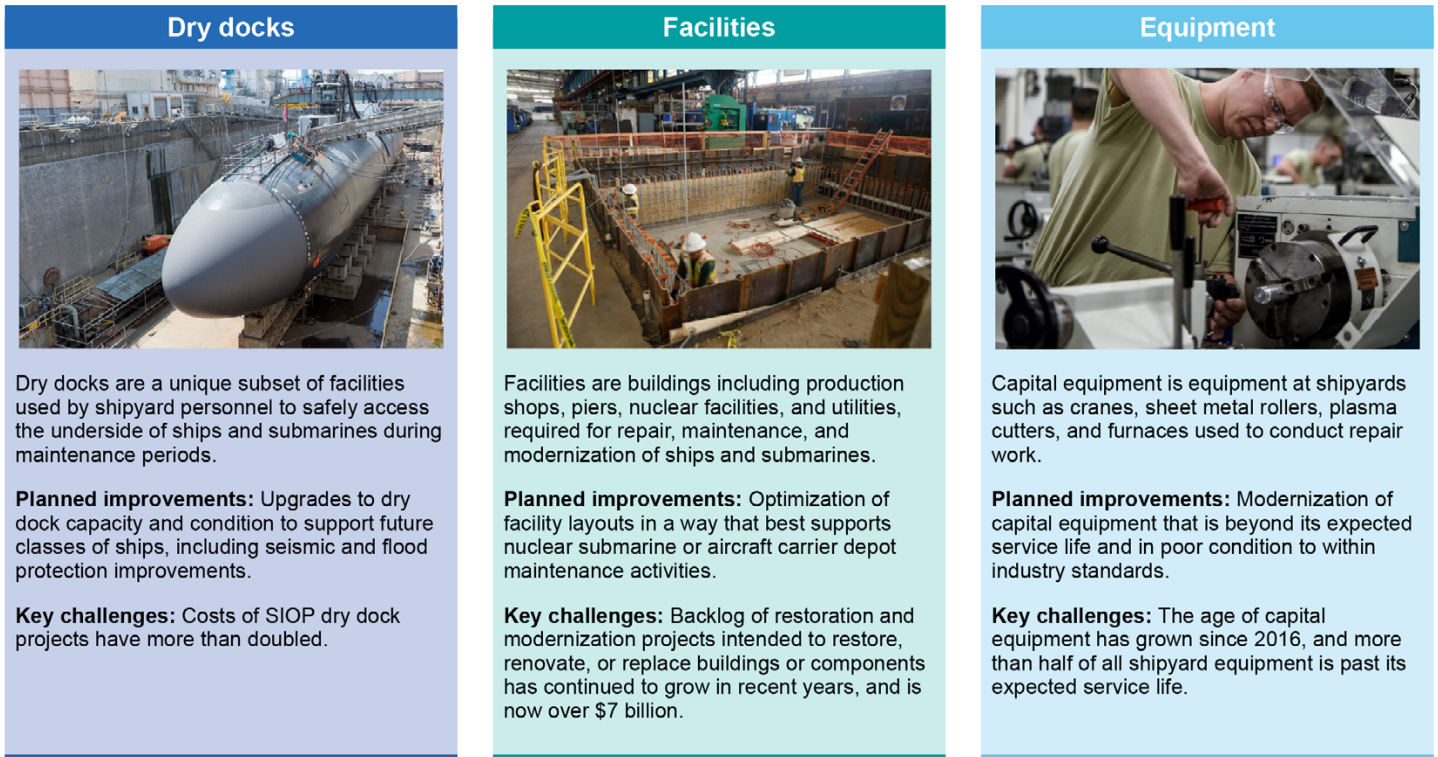 Dry docks
Dry docks are a unique subset of facilities
used by shipyard personnel to safely access
the underside of ships and submarines during
maintenance periods.
Planned improvements: Upgrades to dry
dock capacity and condition to support future
classes of ships, including seismic and flood
protection improvements.
Key challenges: Costs of SIOP dry dock
projects have more than doubled.
Facilities
Facilities are buildings including production
shops, piers, nuclear facilities, and utilities,
required for repair, maintenance, and
modernization of ships and submarines.
Planned improvements: Optimization of
facility layouts in a way that best supports
nuclear submarine or aircraft carrier depot
maintenance activities.
Key challenges: Backlog of restoration and
modernization projects intended to restore,
renovate, or replace buildings or components
has continued to grow in recent years, and is
now over $7 billion.
Equipment
Capital equipment is equipment at shipyards
such as cranes, sheet metal rollers, plasma
cutters, and furnaces used to conduct repair
work.
Planned improvements: Modernization of
capital equipment that is beyond its expected
service life and in poor condition to within
industry standards.
Key challenges: The age of capital
equipment has grown since 2016, and more
than half of all shipyard equipment is past its
expected service life.